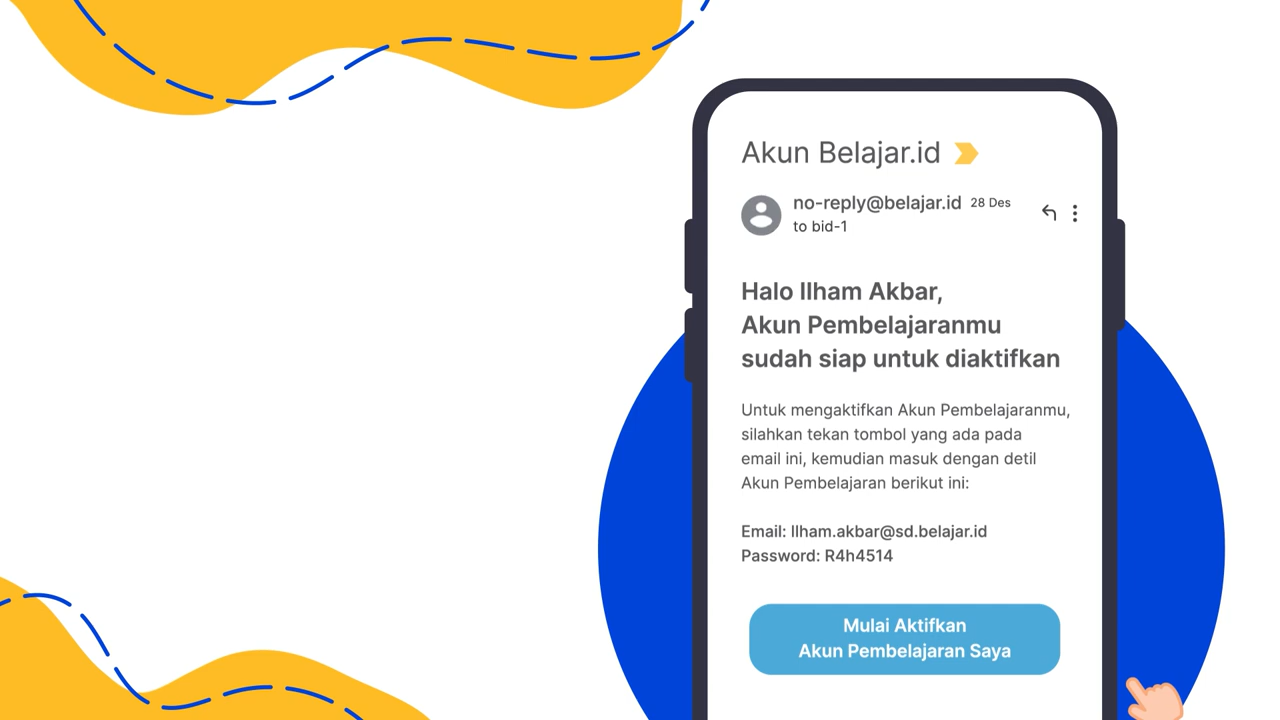 Akun Belajar.id
no-reply@belajar.id 28 Des
to bid-1
Halo Ilham Akbar,
Akun Pembelajaranmu
sudah siap untuk diaktifkan
Untuk mengaktifkan Akun Pembelajaranmu,
silahkan tekan tombol yang ada pada
email ini, kemudian masuk dengan detil
Akun Pembelajaran berikut ini:
Email: Ilham.akbar@sd.belajar.id
Password: R4h4514
Mulai Aktifkan
Akun Pembelajaran Saya